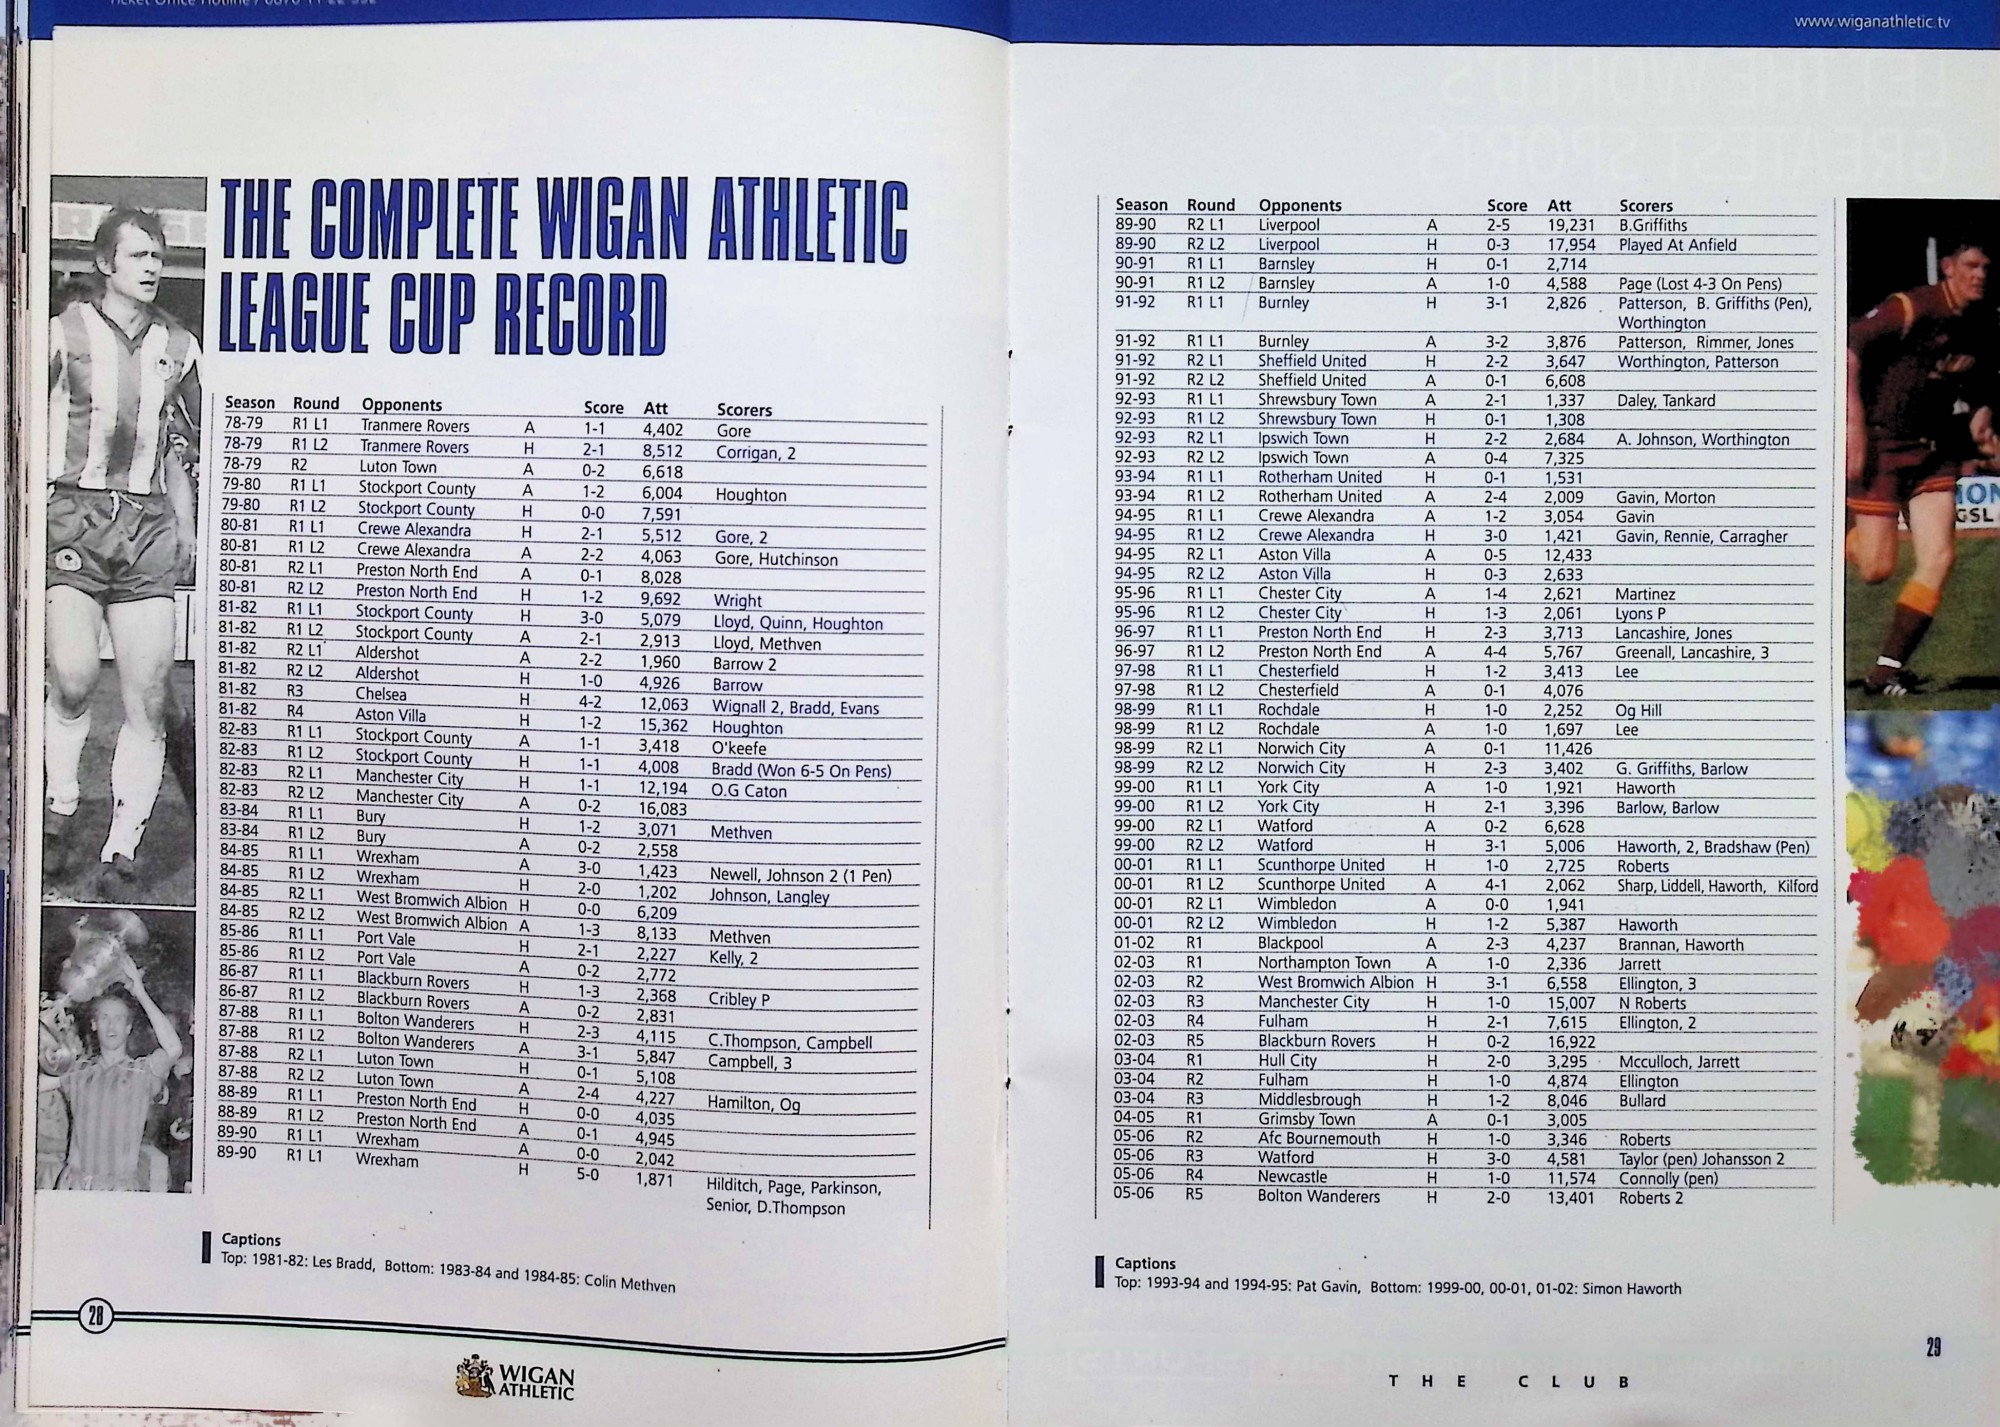 Ticket Office Hotline / 0870 11 22 552
www.wiganathletic.tv
THE COMPLETE WIGAN ATHLETIC
LEAGUE CUP RECORD
Season Round Opponents Score Att Scorers
78-79 R1 L1 Tranmere Rovers A 1-1 4,402 Gore
78-79 R1 L2 Tranmere Rovers H 2-1 8,512 Corrigan, 2
78-79 R2 Luton Town A 0-2 6,618
79-80 R1 L1 Stockport County A 1-2 6,004 Houghton
79-80 R1 L2 Stockport County H 0-0 7,591
80-81 R1 L1 Crewe Alexandra H 2-1 5,512 Gore, 2
80-81 R1 L2 Crewe Alexandra A 2-2 4,063 Gore, Hutchinson
80-81 R2 L1 Preston North End A 0-1 8,028
80-81 R2 L2 Preston North End H 1-2 9,692 Wright
81-82 R1 L1 Stockport County H 3-0 5,079 Lloyd, Quinn, Houghton
81-82 R1 L2 Stockport County A 2-1 2,913 Lloyd, Methven
81-82 R2 L1 Aldershot A 2-2 1,960 Barrow 2
81-82 R2 L2 Aldershot H 1-0 4,926 Barrow
81-82 R3 Chelsea H 4-2 12,063 Wignall 2, Bradd, Evans
81-82 R4 Aston Villa H 1-2 15,362 Houghton
82-83 R1 L1 Stockport County A 1-1 3,418 O'keefe
82-83 R1 L2 Stockport County H 1-1 4,008 Bradd (Won 6-5 On Pens)
82-83 R2 L1 Manchester City H 1-1 12,194 O.G Caton
82-83 R2 L2 Manchester City A 0-2 16,083
83-84 R1 L1 Bury H 1-2 3,071 Methven
83-84 R1 L2 Bury A 0-2 2,558
84-85 R1 L1 Wrexham A 3-0 1,423 Newell, Johnson 2 (1 Pen)
84-85 R1 L2 Wrexham H 2-0 1,202 Johnson, Langley
84-85 R2 L1 West Bromwich Albion H 0-0 6,209
84-85 R2 L2 West Bromwich Albion A 1-3 8,133 Methven
85-86 R1 L1 Port Vale H 2-1 2,227 Kelly, 2
85-86 R1 L2 Port Vale A 0-2 2,772
86-87 R1 L1 Blackburn Rovers H 1-3 2,368 Cribley P
86-87 R1 L2 Blackburn Rovers A 0-2 2,831
87-88 R1 L1 Bolton Wanderers H 2-3 4,115 C.Thompson, Campbell
87-88 R1 L2 Bolton Wanderers A 3-1 5,847 Campbell, 3
87-88 R2 L1 Luton Town H 0-1 5,108
87-88 R2 L2 Luton Town A 2-4 4,227 Hamilton, Og
88-89 R1 L1 Preston North End H 0-0 4,035
88-89 R1 L2 Preston North End A 0-1 4,945
89-90 R1 L1 Wrexham A 0-0 2,042
89-90 R1 L1 Wrexham H 5-0 1,871 Hilditch, Page, Parkinson,
Senior, D.Thompson
Captions
Top: 1981-82: Les Bradd, Bottom: 1983-84 and 1984-85: Colin Methven
28
WIGAN
ATHLETIC
Season Round Opponents Score Att Scorers
89-90 R2 L1 Liverpool A 2-5 19,231 B.Griffiths
89-90 R2 L2 Liverpool H 0-3 17,954 Played At Anfield
90-91 R1 L1 Barnsley H 0-1 2,714
90-91 R1 L2 Barnsley A 1-0 4,588 Page (Lost 4-3 On Pens)
91-92 R1 L1 Burnley H 3-1 2,826 Patterson, B. Griffiths (Pen),
Worthington
91-92 R1 L1 Burnley A 3-2 3,876 Patterson, Rimmer, Jones
91-92 R2 L1 Sheffield United H 2-2 3,647 Worthington, Patterson
91-92 R2 L2 Sheffield United A 0-1 6,608
92-93 R1 L1 Shrewsbury Town A 2-1 1,337 Daley, Tankard
92-93 R1 L2 Shrewsbury Town H 0-1 1,308
92-93 R2 L1 Ipswich Town H 2-2 2,684 A. Johnson, Worthington
92-93 R2 L2 Ipswich Town A 0-4 7,325
93-94 R1 L1 Rotherham United H 0-1 1,531
93-94 R1 L2 Rotherham United A 2-4 2,009 Gavin, Morton
94-95 R1 L1 Crewe Alexandra A 1-2 3,054 Gavin
94-95 R1 L2 Crewe Alexandra H 3-0 1,421 Gavin, Rennie, Carragher
94-95 R2 L1 Aston Villa A 0-5 12,433
94-95 R2 L2 Aston Villa H 0-3 2,633
95-96 R1 L1 Chester City A 1-4 2,621 Martinez
95-96 R1 L2 Chester City H 1-3 2,061 Lyons P
96-97 R1 L1 Preston North End H 2-3 3,713 Lancashire, Jones
96-97 R1 L2 Preston North End A 4-4 5,767 Greenall, Lancashire, 3
97-98 R1 L1 Chesterfield H 1-2 3,413 Lee
97-98 R1 L2 Chesterfield A 0-1 4,076
98-99 R1 L1 Rochdale H 1-0 2,252 Og Hill
98-99 R1 L2 Rochdale A 1-0 1,697 Lee
98-99 R2 L1 Norwich City A 0-1 11,426
98-99 R2 L2 Norwich City H 2-3 3,402 G. Griffiths, Barlow
99-00 R1 L1 York City A 1-0 1,921 Haworth
99-00 R1 L2 York City H 2-1 3,396 Barlow, Barlow
99-00 R2 L1 Watford A 0-2 6,628
99-00 R2 L2 Watford H 3-1 5,006 Haworth, 2, Bradshaw (Pen)
00-01 R1 L1 Scunthorpe United H 1-0 2,725 Roberts
00-01 R1 L2 Scunthorpe United A 4-1 2,062 Sharp, Liddell, Haworth, Kilford
00-01 R2 L1 Wimbledon A 0-0 1,941
00-01 R2 L2 Wimbledon H 1-2 5,387 Haworth
01-02 R1 Blackpool A 2-3 4,237 Brannan, Haworth
02-03 R1 Northampton Town A 1-0 2,336 Jarrett
02-03 R2 West Bromwich Albion H 3-1 6,558 Ellington, 3
02-03 R3 Manchester City H 1-0 15,007 N Roberts
02-03 R4 Fulham H 2-1 7,615 Ellington, 2
02-03 R5 Blackburn Rovers H 0-2 16,922
03-04 R1 Hull City H 2-0 3,295 Mcculloch, Jarrett
03-04 R2 Fulham H 1-0 4,874 Ellington
03-04 R3 Middlesbrough H 1-2 8,046 Bullard
04-05 R1 Grimsby Town A 0-1 3,005
05-06 R2 Afc Bournemouth H 1-0 3,346 Roberts
05-06 R3 Watford H 3-0 4,581 Taylor (pen) Johansson 2
05-06 R4 Newcastle H 1-0 11,574 Connolly (pen)
05-06 R5 Bolton Wanderers H 2-0 13,401 Roberts 2
Captions
Top: 1993-94 and 1994-95: Pat Gavin, Bottom: 1999-00, 00-01, 01-02: Simon Haworth
29
THE CLUB